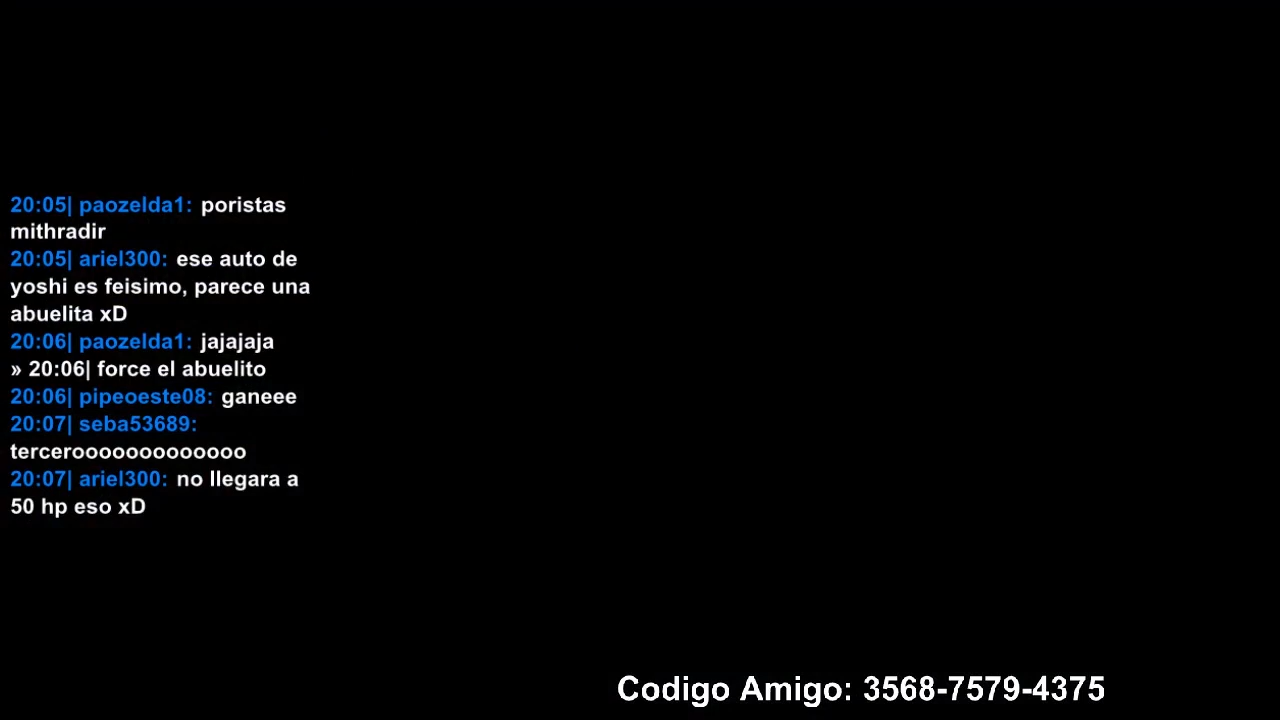 20:05| paozelda1: poristas
mithradir
20:05| ariel300: ese auto de
yoshi es feisimo, parece una
abuelita xD
20:06| paozelda1: jajajaja
» 20:06| force el abuelito
20:06| pipeoeste08: ganeee
20:07| seba53689:
tercerooooooooooooo
20:07| ariel300: no llegara a
50 hp eso xD
Codigo Amigo: 3568-7579-4375